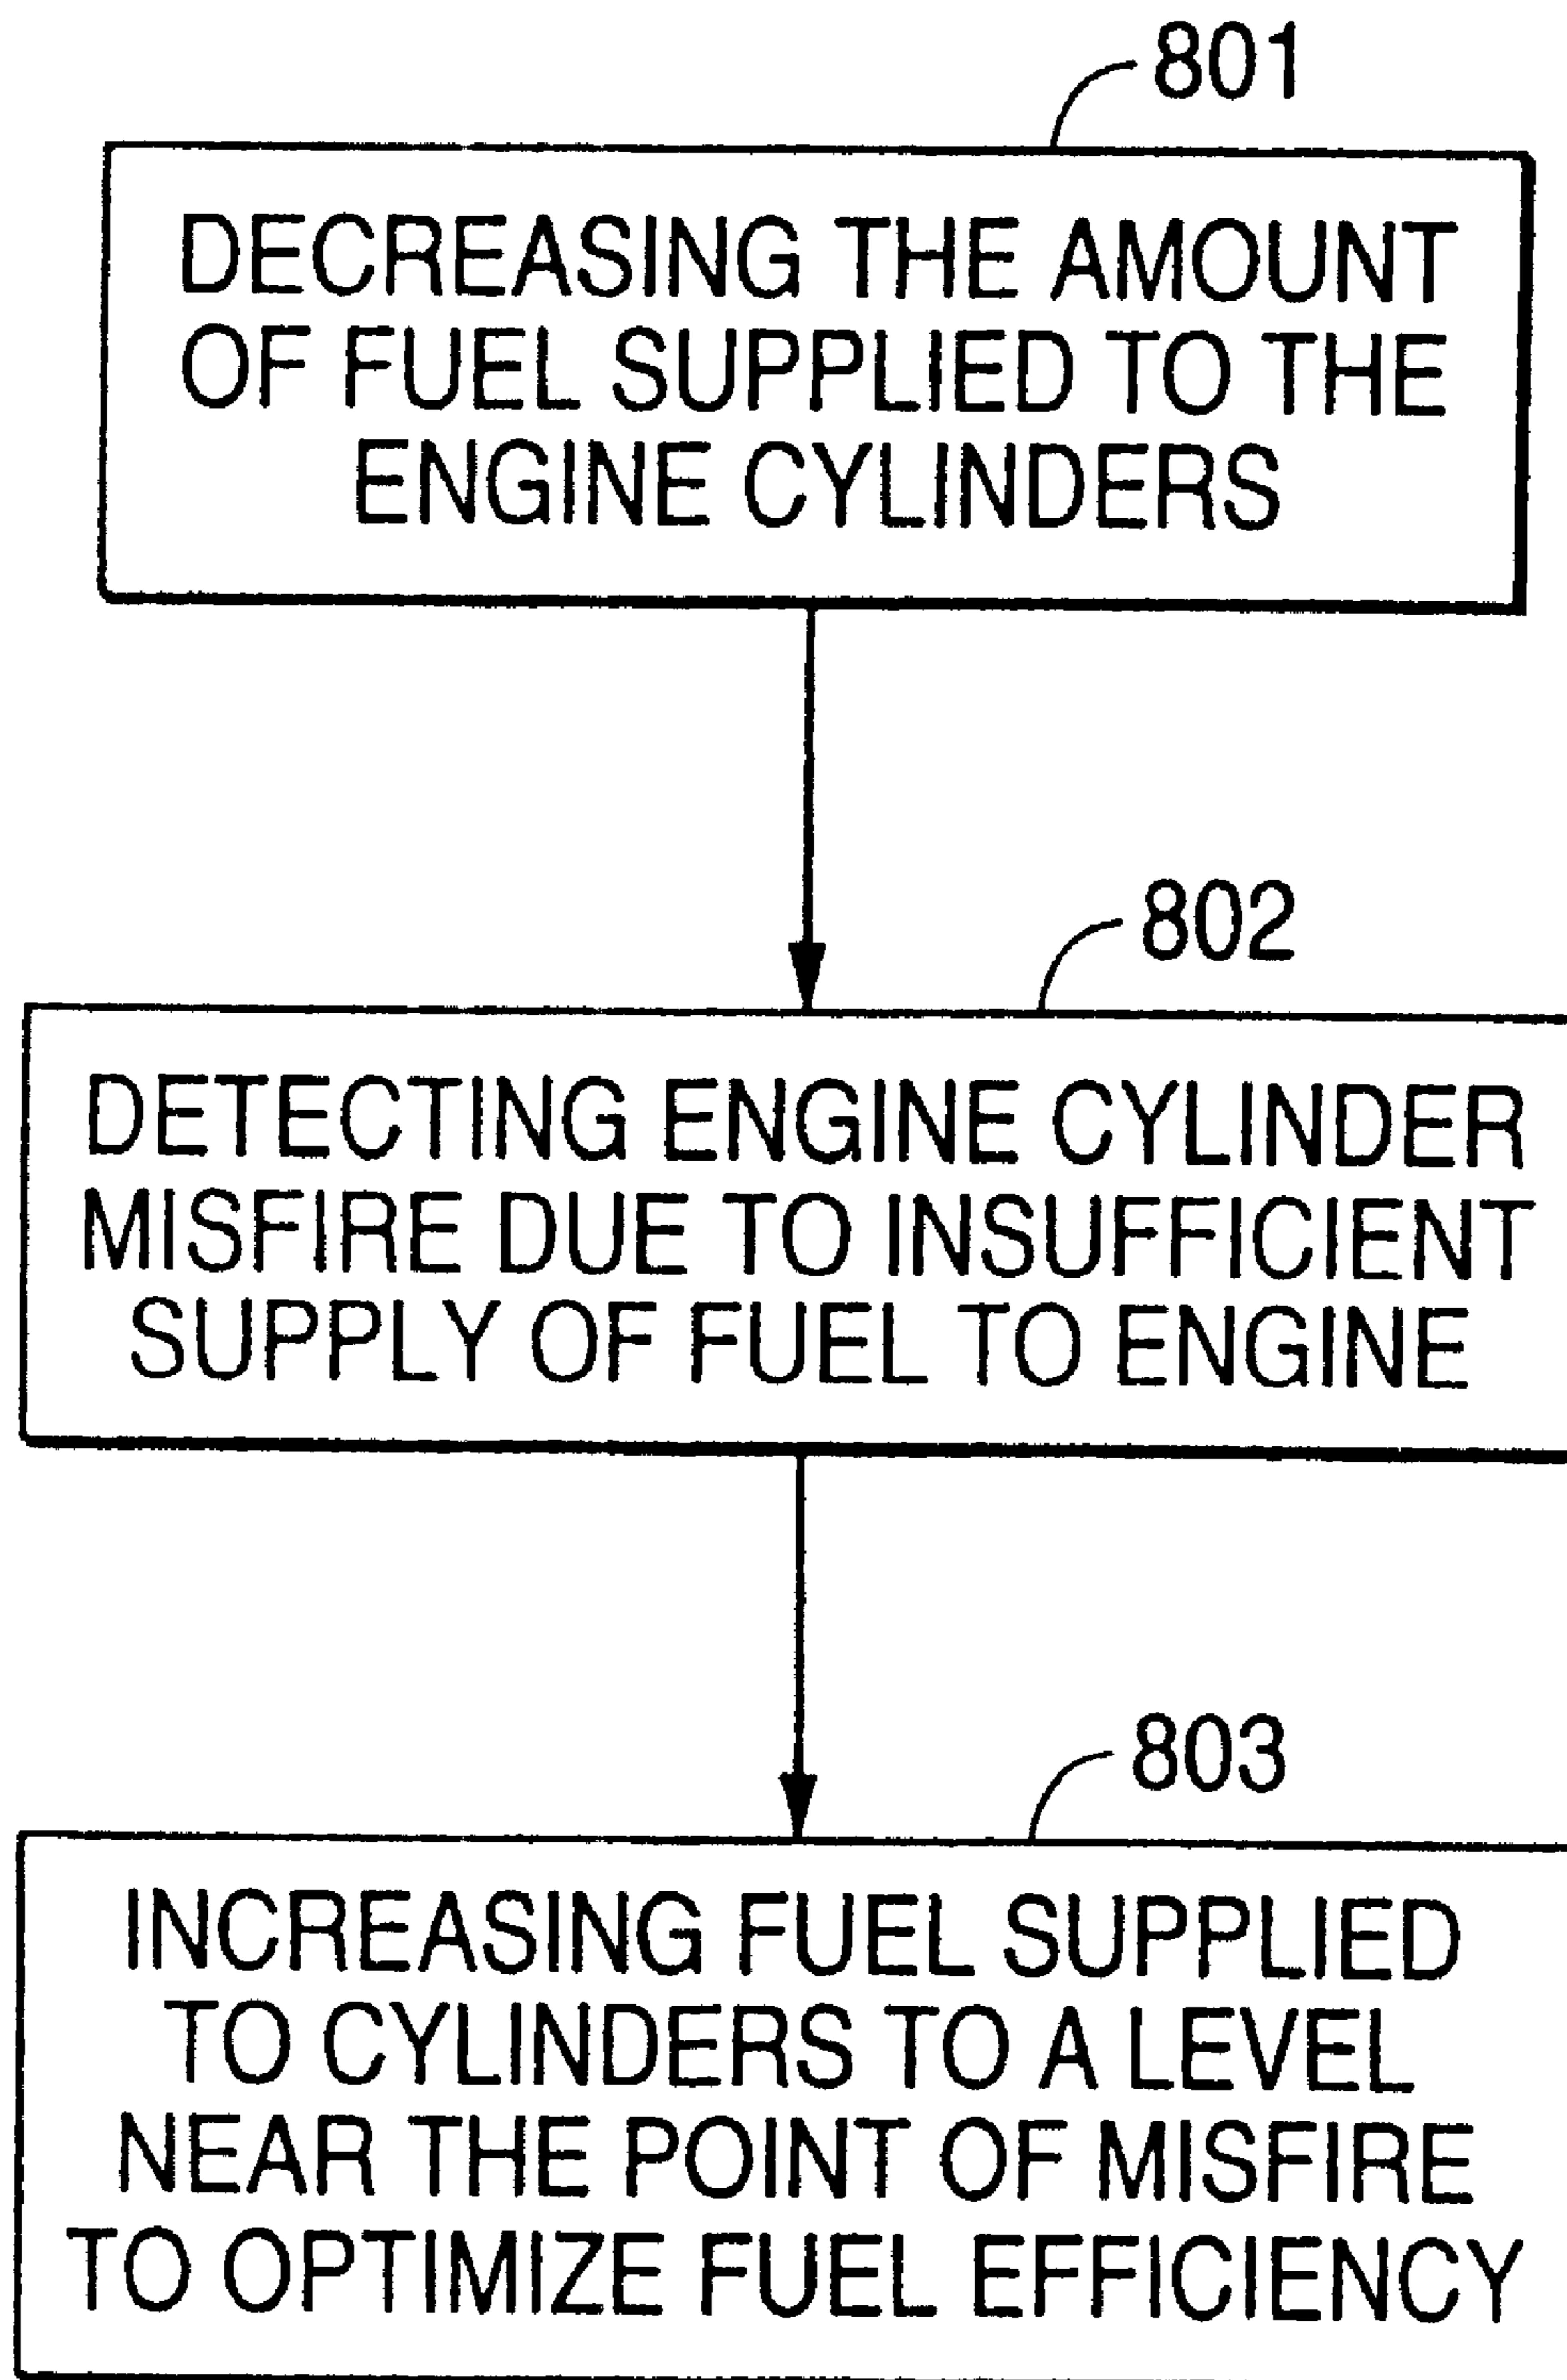 801
DECREASING THE AMOUNT
OF FUEL SUPPLIED TO THE
ENGINE CYLINDERS
802
DETECTING ENGINE CYLINDER
MISFIRE DUE TO INSUFFICIENT
SUPPLY OF FUEL TO ENGINE
803
INCREASING FUEL SUPPLIED
TO CYLINDERS TO A LEVEL
NEAR THE POINT OF MISFIRE
TO OPTIMIZE FUEL EFFICIENCY